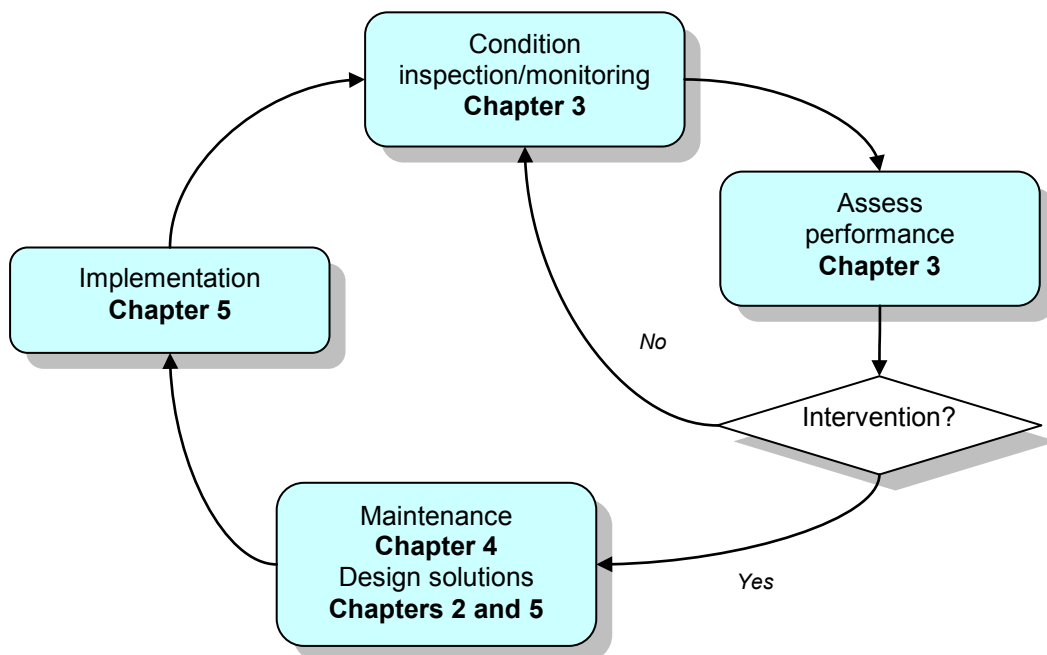 Condition
inspection/monitoring
Chapter 3
Assess
performance
Chapter 3
Implementation
Chapter 5
No
Intervention?
Maintenance
Chapter 4
Design solutions
Chapters 2 and 5
Yes